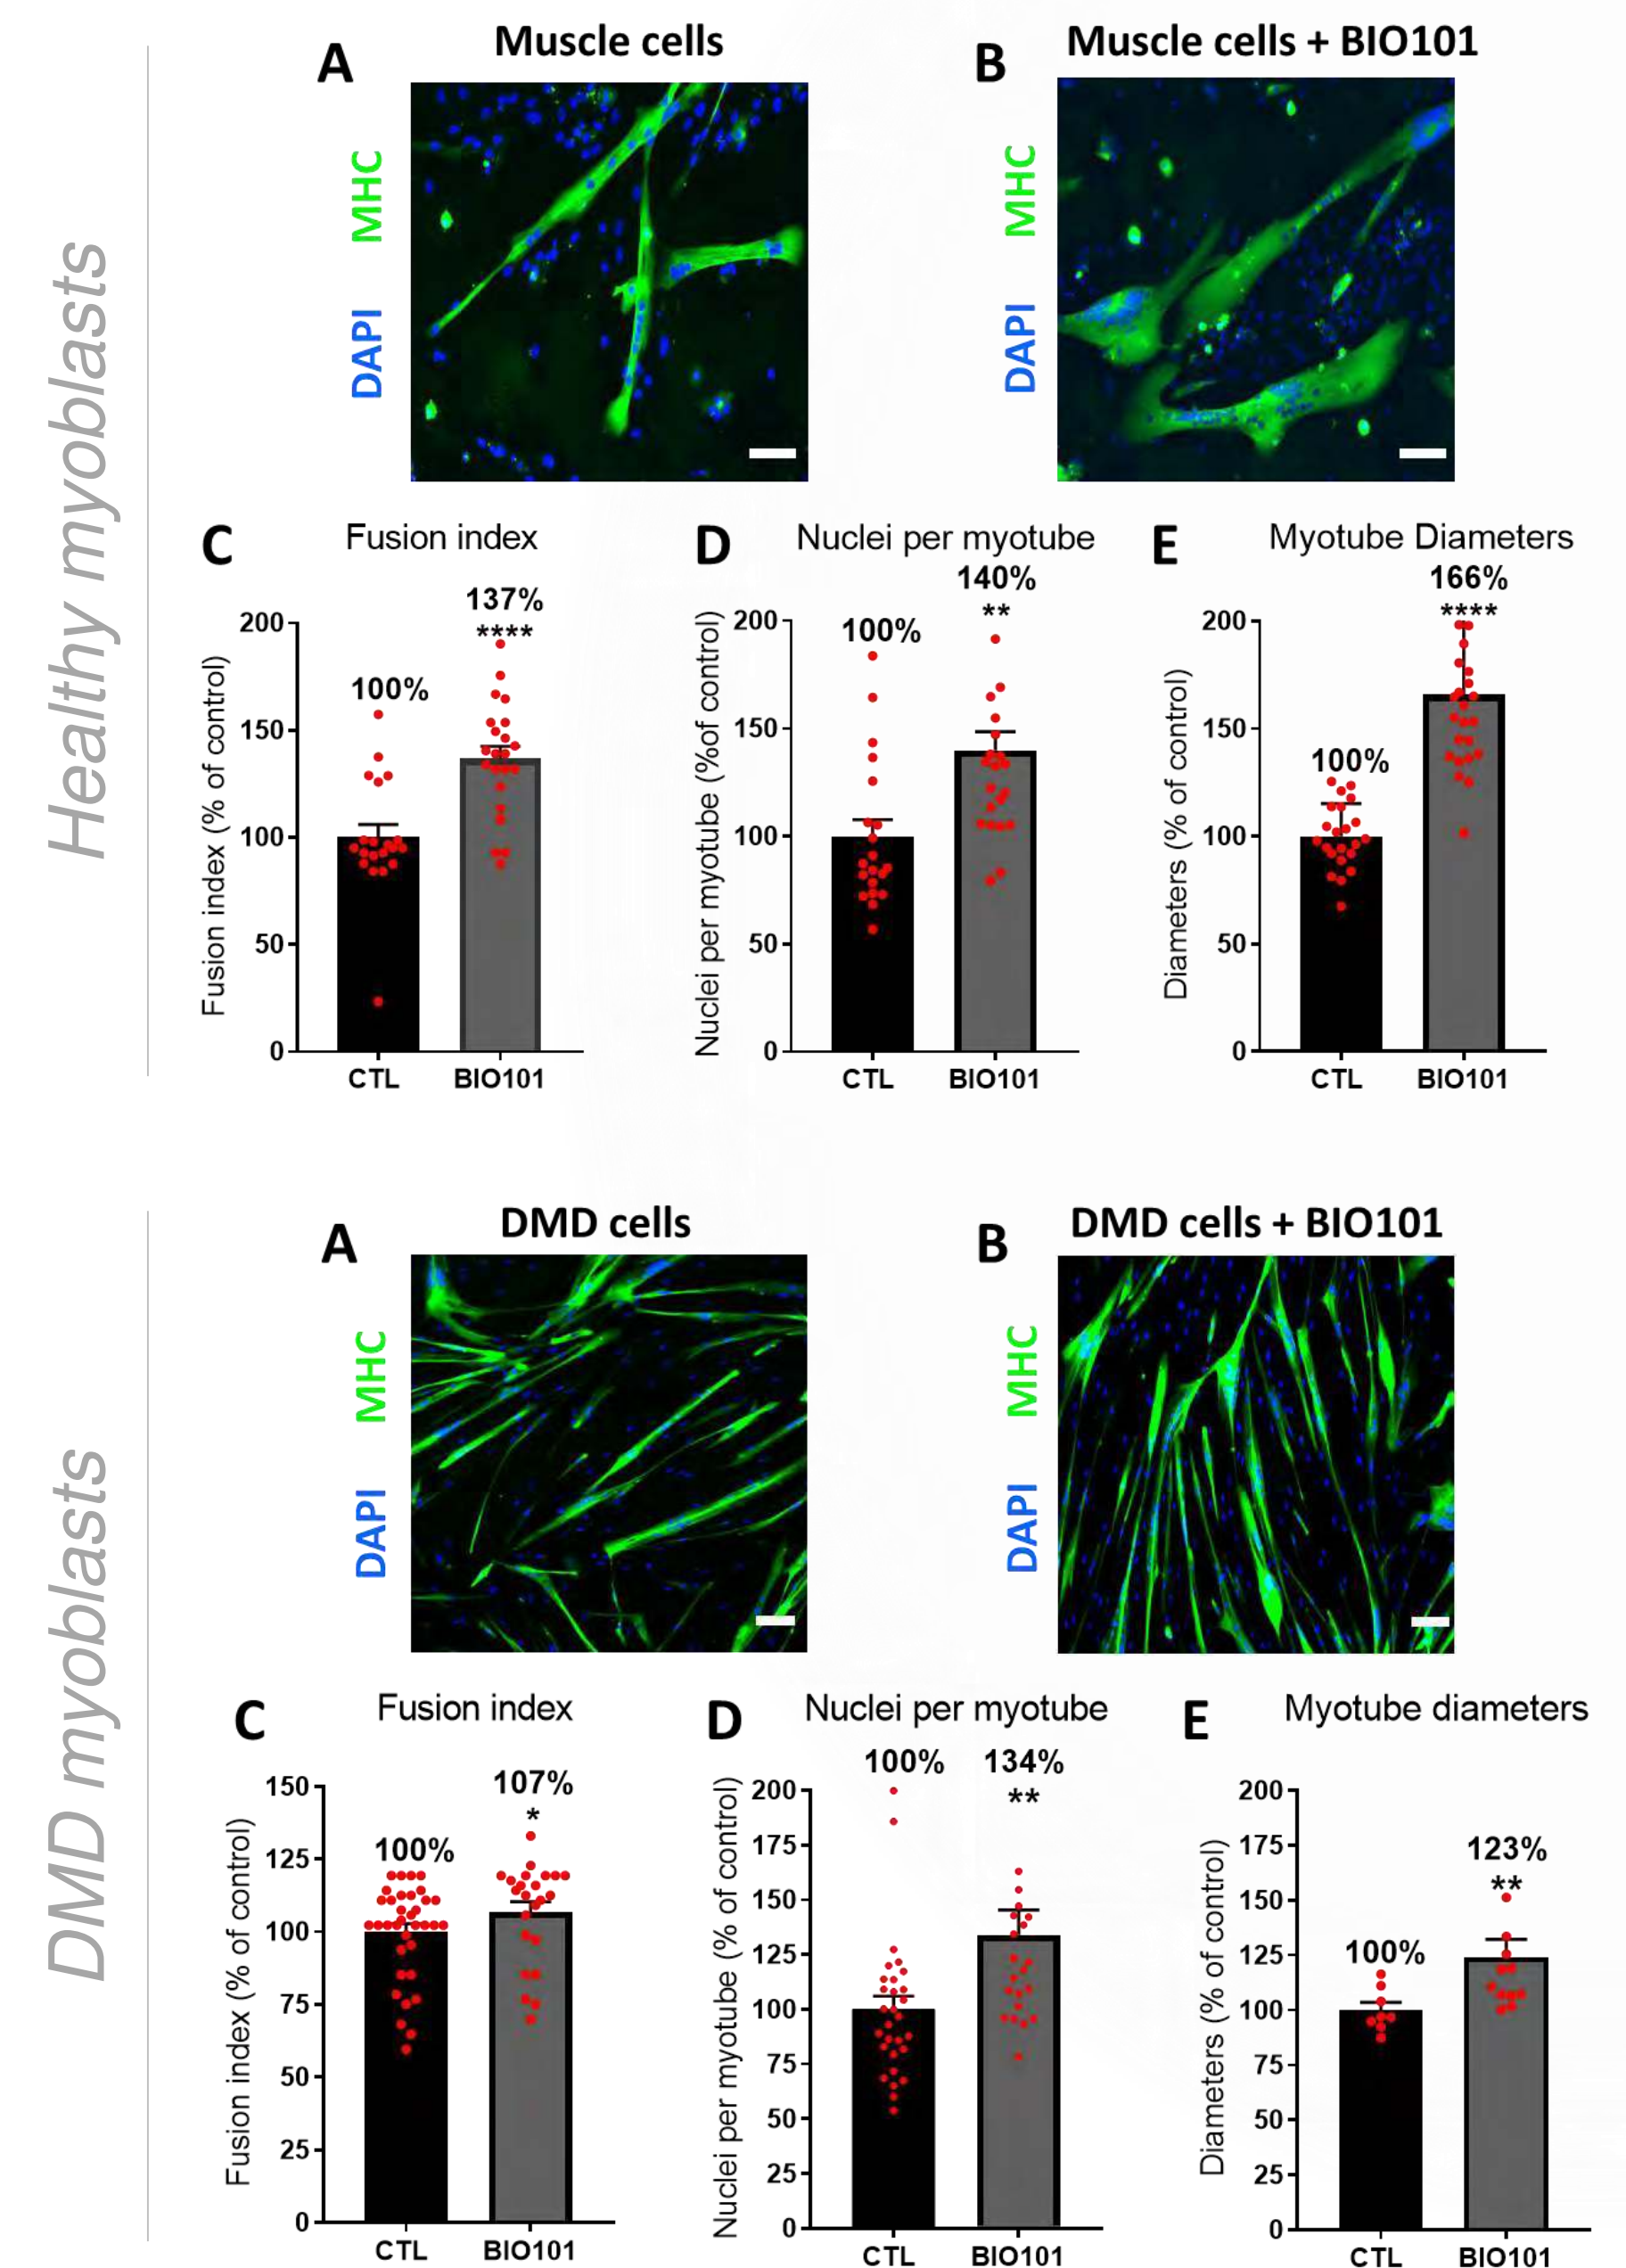 Healthy myoblasts
A
Muscle cells
B
Muscle cells + BIO101
DAPI MHC
DAPI MHC
C
Fusion index
Fusion index (% of control)
200
150
100
50
0
100%
137%
****
CTL
BIO101
D
Nuclei per myotube
Nuclei per myotube (%of control)
200
150
100
50
0
100%
140%
**
CTL
BIO101
E
Myotube Diameters
Diameters (% of control)
200
150
100
50
0
100%
166%
****
CTL
BIO101
DMD myoblasts
A
DMD cells
B
DMD cells + BIO101
DAPI MHC
DAPI MHC
C
Fusion index
Fusion index (% of control)
150
125
100
75
50
25
0
100%
107%
*
CTL
BIO101
D
Nuclei per myotube
Nuclei per myotube (% of control)
200
175
150
125
100
75
50
25
0
100%
134%
**
CTL
BIO101
E
Myotube diameters
Diameters (% of control)
200
175
150
125
100
75
50
25
0
100%
123%
**
CTL
BIO101